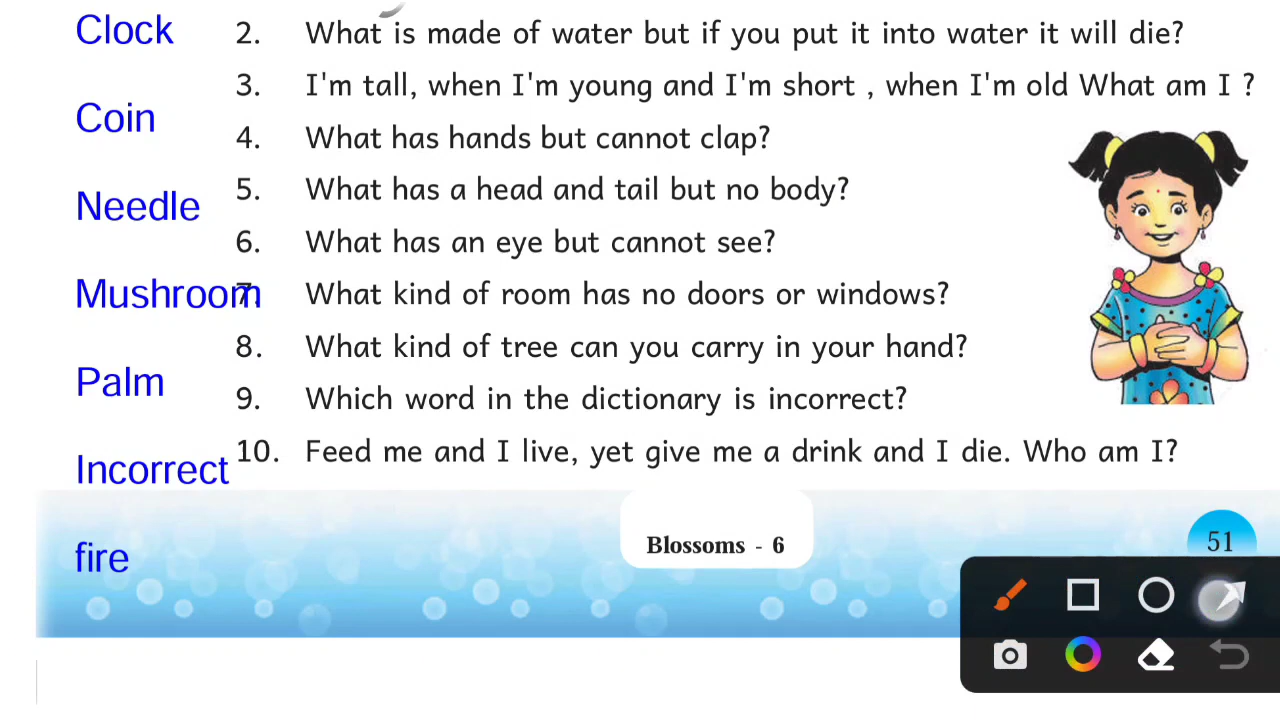 Clock
2. What is made of water but if you put it into water it will die?
3. I'm tall, when I'm young and I'm short , when I'm old What am I ?
Coin
4. What has hands but cannot clap?
5. What has a head and tail but no body?
Needle
6. What has an eye but cannot see?
Mushroom
7. What kind of room has no doors or windows?
8. What kind of tree can you carry in your hand?
Palm
9. Which word in the dictionary is incorrect?
10. Feed me and I live, yet give me a drink and I die. Who am I?
Incorrect
fire
Blossoms - 6
51